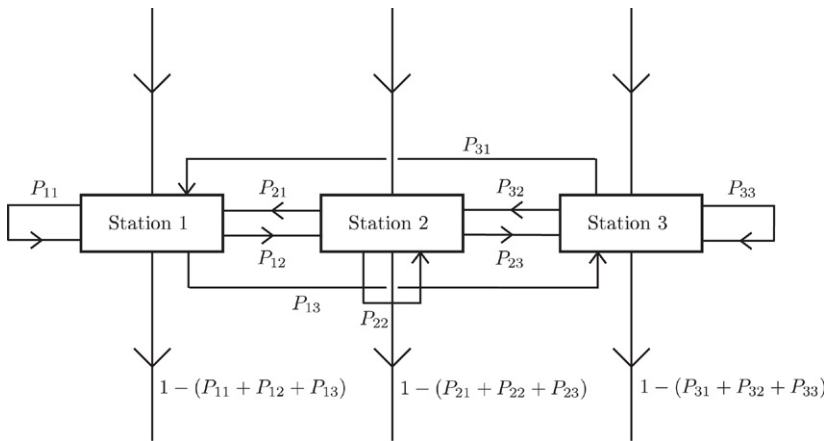 P₃₁
P₁₁ P₂₁ P₃₂ P₃₃
Station 1 Station 2 Station 3
P₁₂ P₂₃
P₁₃ P₂₂
1 − (P₁₁ + P₁₂ + P₁₃) 1 − (P₂₁ + P₂₂ + P₂₃) 1 − (P₃₁ + P₃₂ + P₃₃)